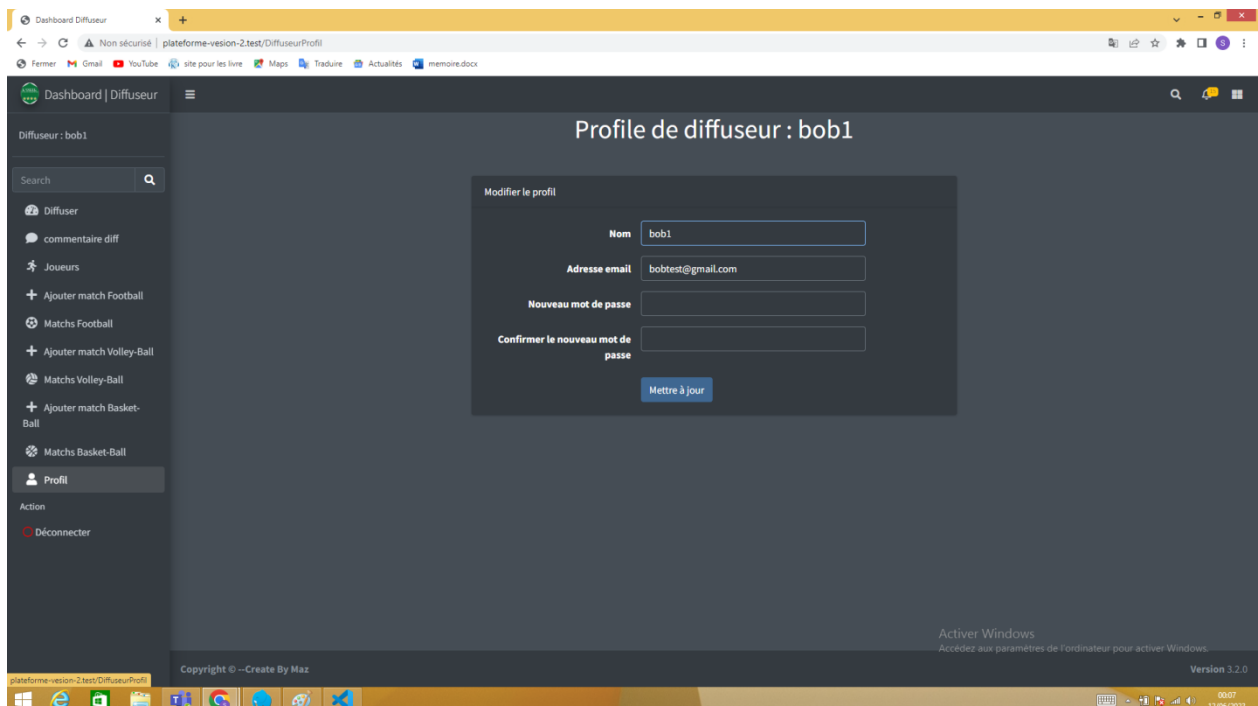 Dashboard Diffuseur
Non sécurisé | plateforme-vesion-2.test/DiffuseurProfil
Fermer Gmail YouTube site pour les livre Maps Traduire Actualités memoire.docx
Dashboard | Diffuseur
Diffuseur : bob1
Search
Diffuser
commentaire diff
Joueurs
Ajouter match Football
Matchs Football
Ajouter match Volley-Ball
Matchs Volley-Ball
Ajouter match Basket-
Ball
Matchs Basket-Ball
Profil
Action
Déconnecter
Profile de diffuseur : bob1
Modifier le profil
Nom bob1
Adresse email bobtest@gmail.com
Nouveau mot de passe
Confirmer le nouveau mot de
passe
Mettre à jour
Activer Windows
Accédez aux paramètres de l'ordinateur pour activer Windows.
Copyright © --Create By Maz
Version 3.2.0
plateforme-vesion-2.test/DiffuseurProfil
00:07